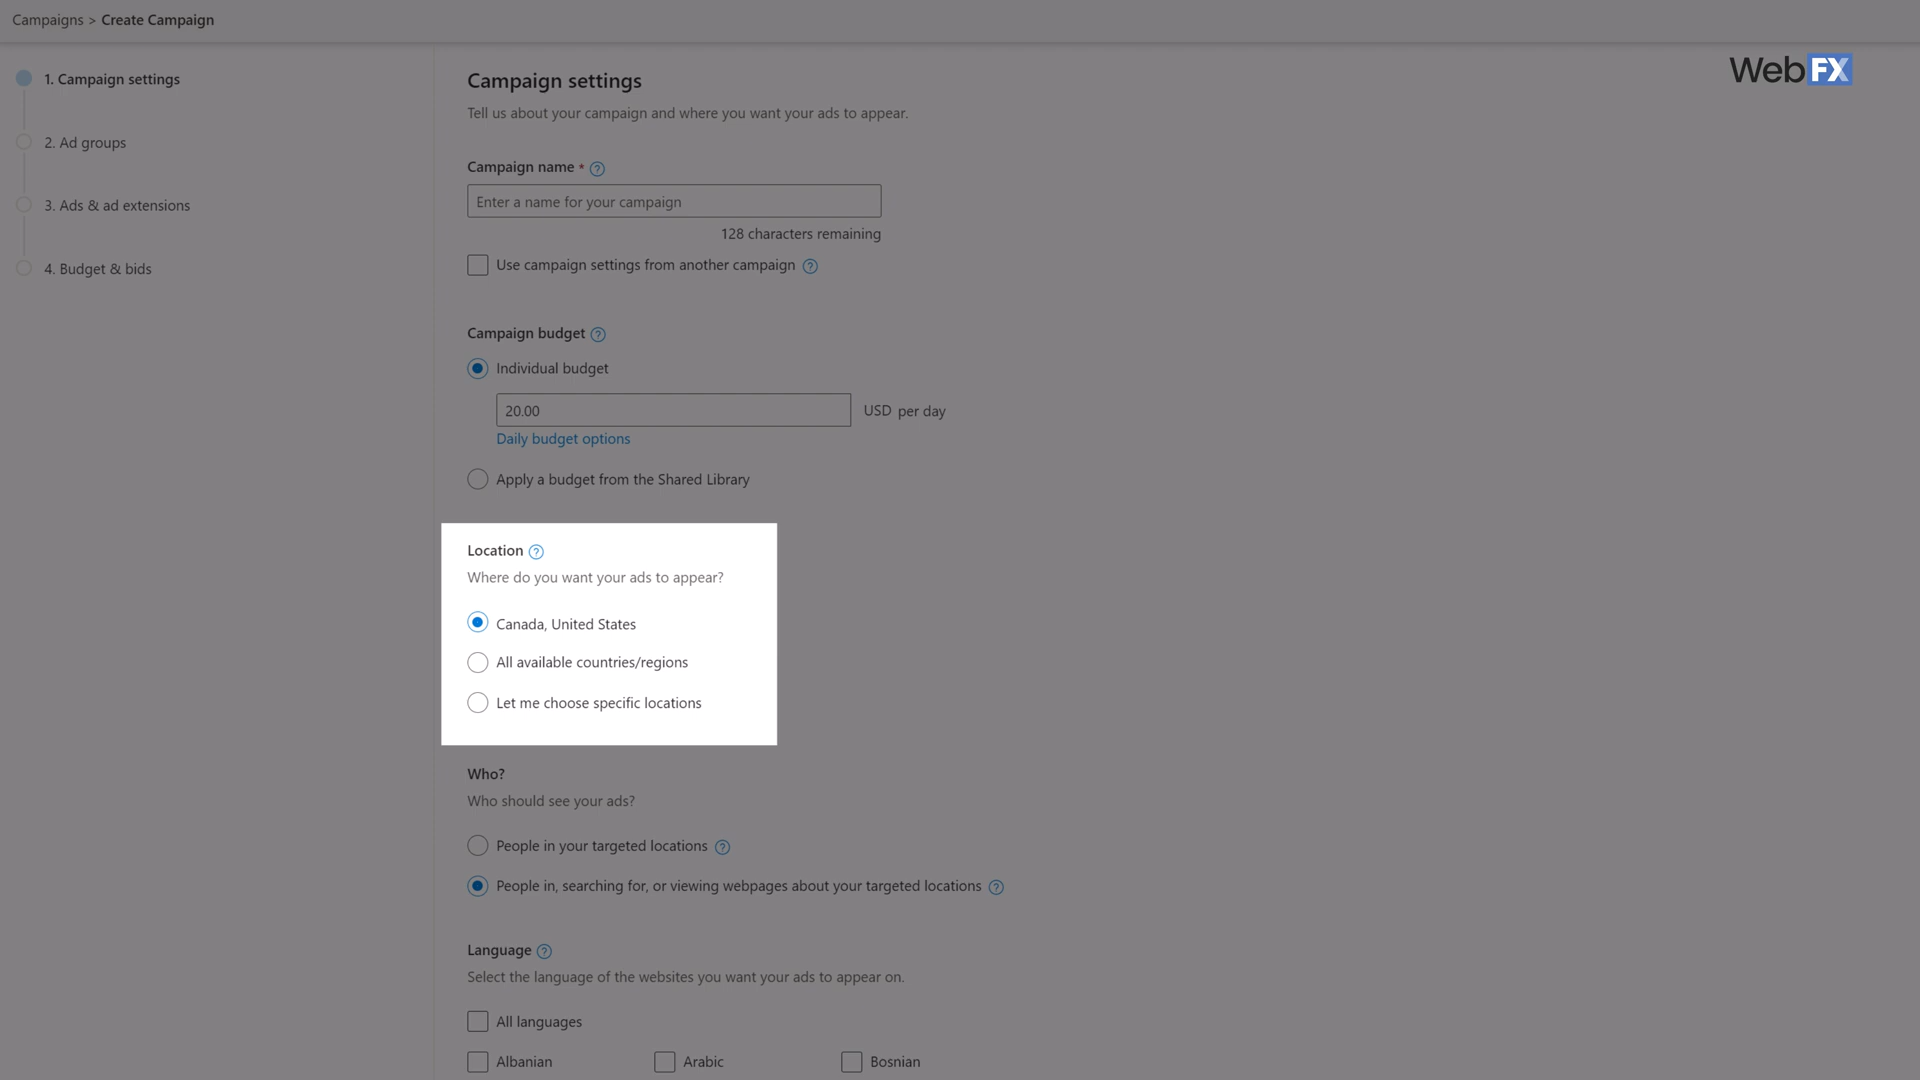 Campaigns > Create Campaign
WebFX
1. Campaign settings
2. Ad groups
3. Ads & ad extensions
4. Budget & bids
Campaign settings
Tell us about your campaign and where you want your ads to appear.
Campaign name * ?
Enter a name for your campaign
128 characters remaining
Use campaign settings from another campaign ?
Campaign budget ?
Individual budget
20.00 USD per day
Daily budget options
Apply a budget from the Shared Library
Location ?
Where do you want your ads to appear?
Canada, United States
All available countries/regions
Let me choose specific locations
Who?
Who should see your ads?
People in your targeted locations ?
People in, searching for, or viewing webpages about your targeted locations ?
Language ?
Select the language of the websites you want your ads to appear on.
All languages
Albanian Arabic Bosnian